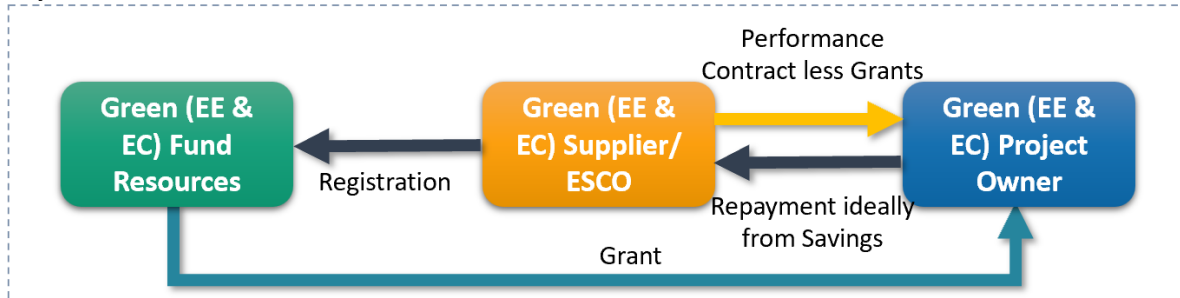 Performance
Contract less Grants
Green (EE &
EC) Fund
Resources
Registration
Green (EE &
EC) Supplier/
ESCO
Green (EE &
EC) Project
Owner
Repayment ideally
from Savings
Grant